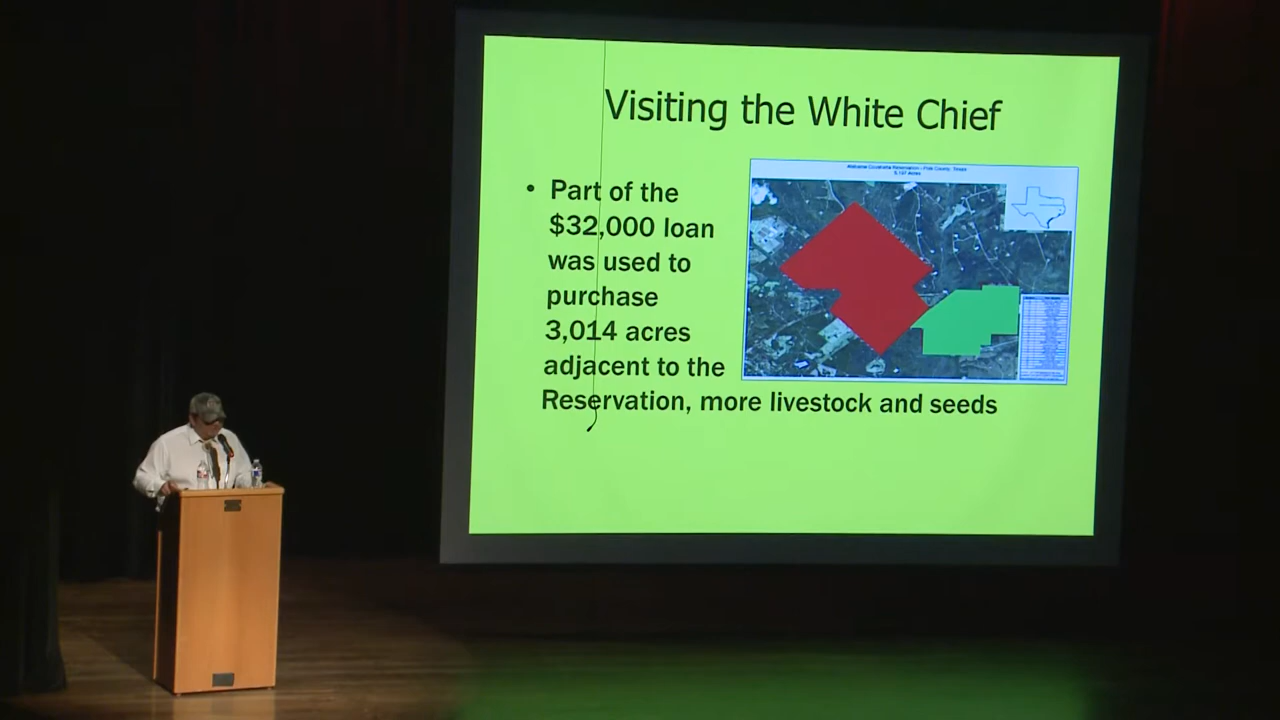 Visiting the White Chief
• Part of the
$32,000 loan
was used to
purchase
3,014 acres
adjacent to the
Reservation, more livestock and seeds